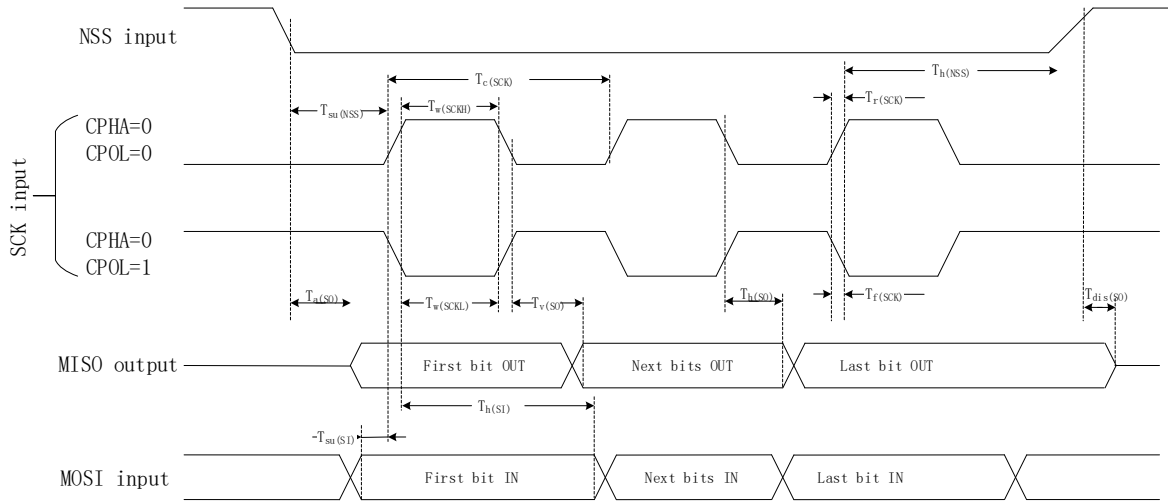 NSS input
Tc(SCK)
Th(NSS)
Tsu(NSS)
Tw(SCKH)
Tr(SCK)
SCK input
CPHA=0
CPOL=0
CPHA=0
CPOL=1
Ta(SO)
Tw(SCKL)
Tv(SO)
Th(SO)
Tf(SCK)
Tdis(SO)
MISO output
First bit OUT
Next bits OUT
Last bit OUT
Th(SI)
Tsu(SI)
MOSI input
First bit IN
Next bits IN
Last bit IN